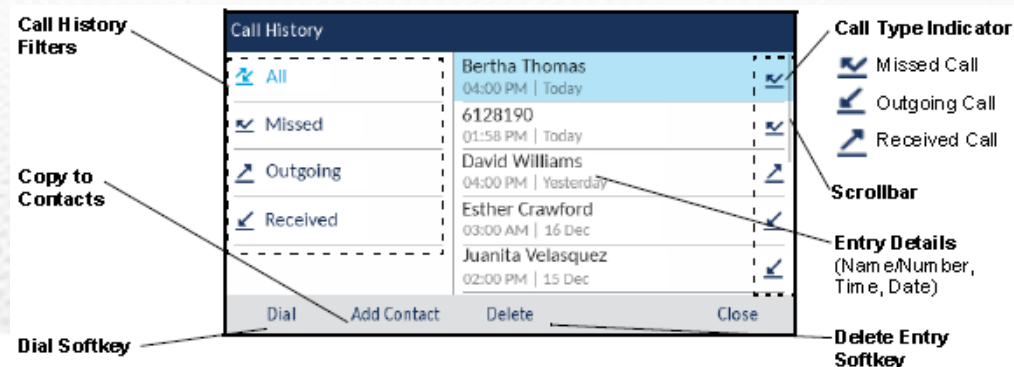 Call History
Filters
Copy to
Contacts
Dial Softkey
Call History
All
Missed
Outgoing
Received
Bertha Thomas
04:00 PM | Today
6128190
01:58 PM | Today
David Williams
04:00 PM | Yesterday
Esther Crawford
03:00 AM | 16 Dec
Juanita Velasquez
02:00 PM | 15 Dec
Dial Add Contact Delete Close
Call Type Indicator
Missed Call
Outgoing Call
Received Call
Scrollbar
Entry Details
(Name/Number,
Time, Date)
Delete Entry
Softkey